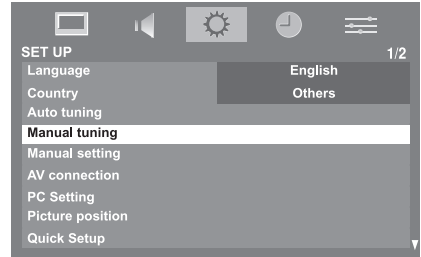 SET UP 1/2
Language English
Country Others
Auto tuning
Manual tuning
Manual setting
AV connection
PC Setting
Picture position
Quick Setup